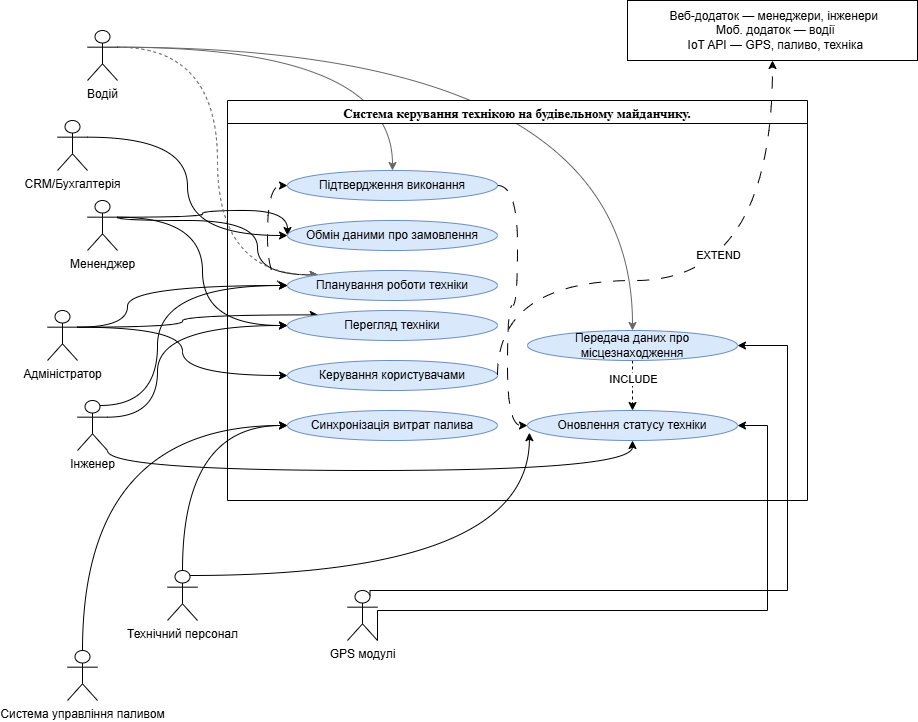 Веб-додаток — менеджери, інженери
Моб. додаток — водії
IoT API — GPS, паливо, техніка
Водій
Система керування технікою на будівельному майданчику.
CRM/Бухгалтерія
Підтвердження виконання
Обмін даними про замовлення
Мененджер
EXTEND
Планування роботи техніки
Перегляд техніки
Передача даних про
місцезнаходження
Адміністратор
Керування користувачами
INCLUDE
Синхронізація витрат палива
Оновлення статусу техніки
Інженер
Технічний персонал
GPS модулі
Система управління паливом